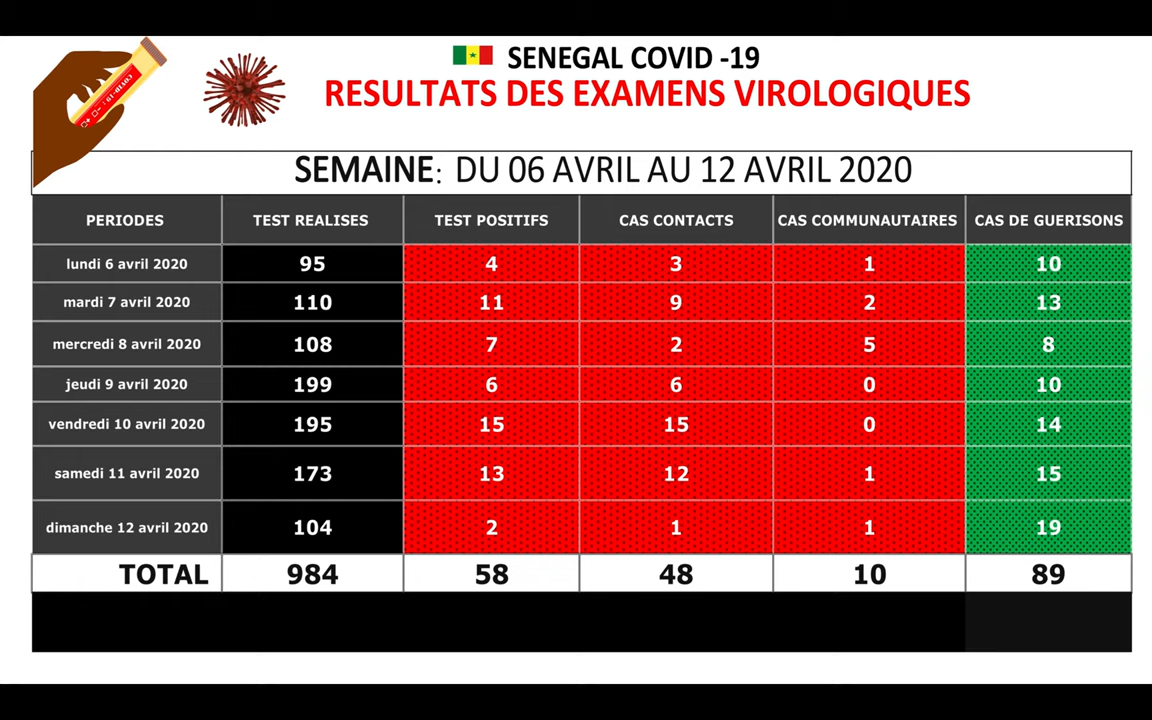 SENEGAL COVID -19
RESULTATS DES EXAMENS VIROLOGIQUES
SEMAINE: DU 06 AVRIL AU 12 AVRIL 2020
PERIODES TEST REALISES TEST POSITIFS CAS CONTACTS CAS COMMUNAUTAIRES CAS DE GUERISONS
lundi 6 avril 2020 95 4 3 1 10
mardi 7 avril 2020 110 11 9 2 13
mercredi 8 avril 2020 108 7 2 5 8
jeudi 9 avril 2020 199 6 6 0 10
vendredi 10 avril 2020 195 15 15 0 14
samedi 11 avril 2020 173 13 12 1 15
dimanche 12 avril 2020 104 2 1 1 19
TOTAL 984 58 48 10 89